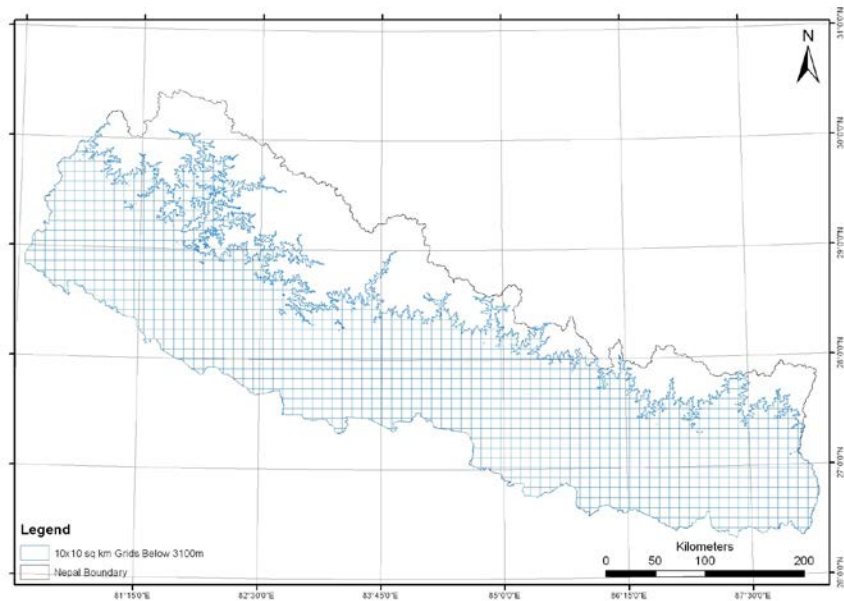 N
31°0'0"N
30°0'0"N
29°0'0"N
28°0'0"N
27°0'0"N
26°0'0"N
Legend
10x10 sq km Grids Below 3100m
Nepal Boundary
Kilometers
0 50 100 200
81°15'0"E 82°30'0"E 83°45'0"E 85°0'0"E 86°15'0"E 87°30'0"E